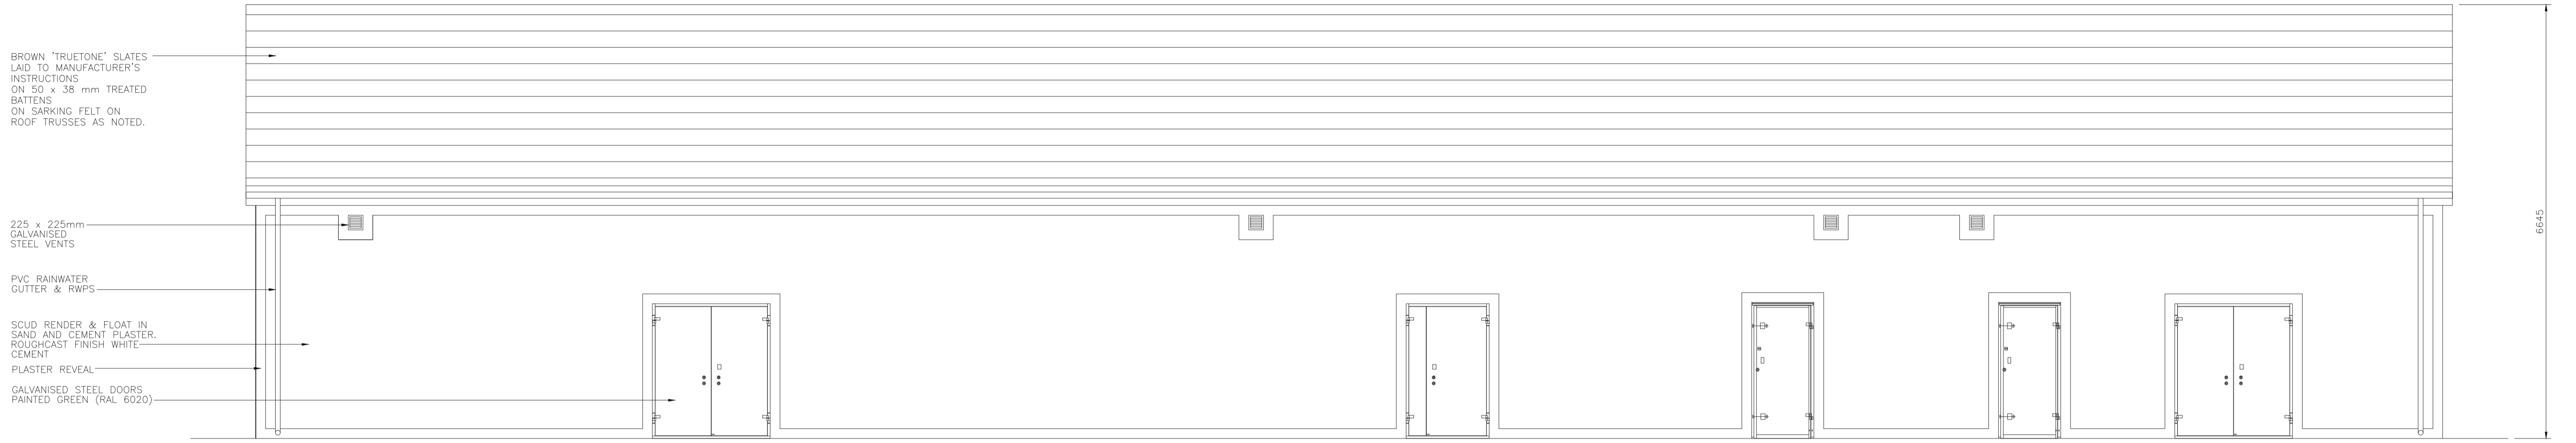 BROWN 'TRUETONE' SLATES
LAID TO MANUFACTURER'S
INSTRUCTIONS
ON 50 x 38 mm TREATED
BATTENS
ON SARKING FELT ON
ROOF TRUSSES AS NOTED.
225 x 225mm
GALVANISED
STEEL VENTS
PVC RAINWATER
GUTTER & RWPS
SCUD RENDER & FLOAT IN
SAND AND CEMENT PLASTER.
ROUGHCAST FINISH WHITE
CEMENT
PLASTER REVEAL
GALVANISED STEEL DOORS
PAINTED GREEN (RAL 6020)
6645